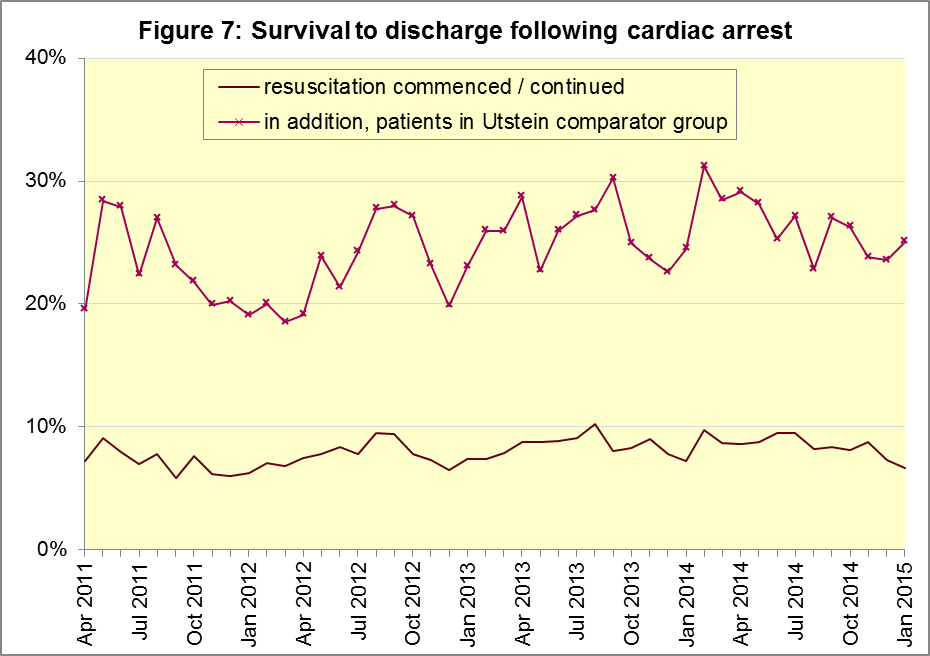 Figure 7: Survival to discharge following cardiac arrest
40%
resuscitation commenced / continued
in addition, patients in Utstein comparator group
30%
20%
10%
0%
Apr 2011
Jul 2011
Oct 2011
Jan 2012
Apr 2012
Jul 2012
Oct 2012
Jan 2013
Apr 2013
Jul 2013
Oct 2013
Jan 2014
Apr 2014
Jul 2014
Oct 2014
Jan 2015